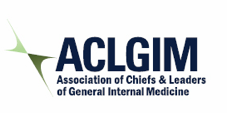 ACLGIM
Association of Chiefs & Leaders
of General Internal Medicine